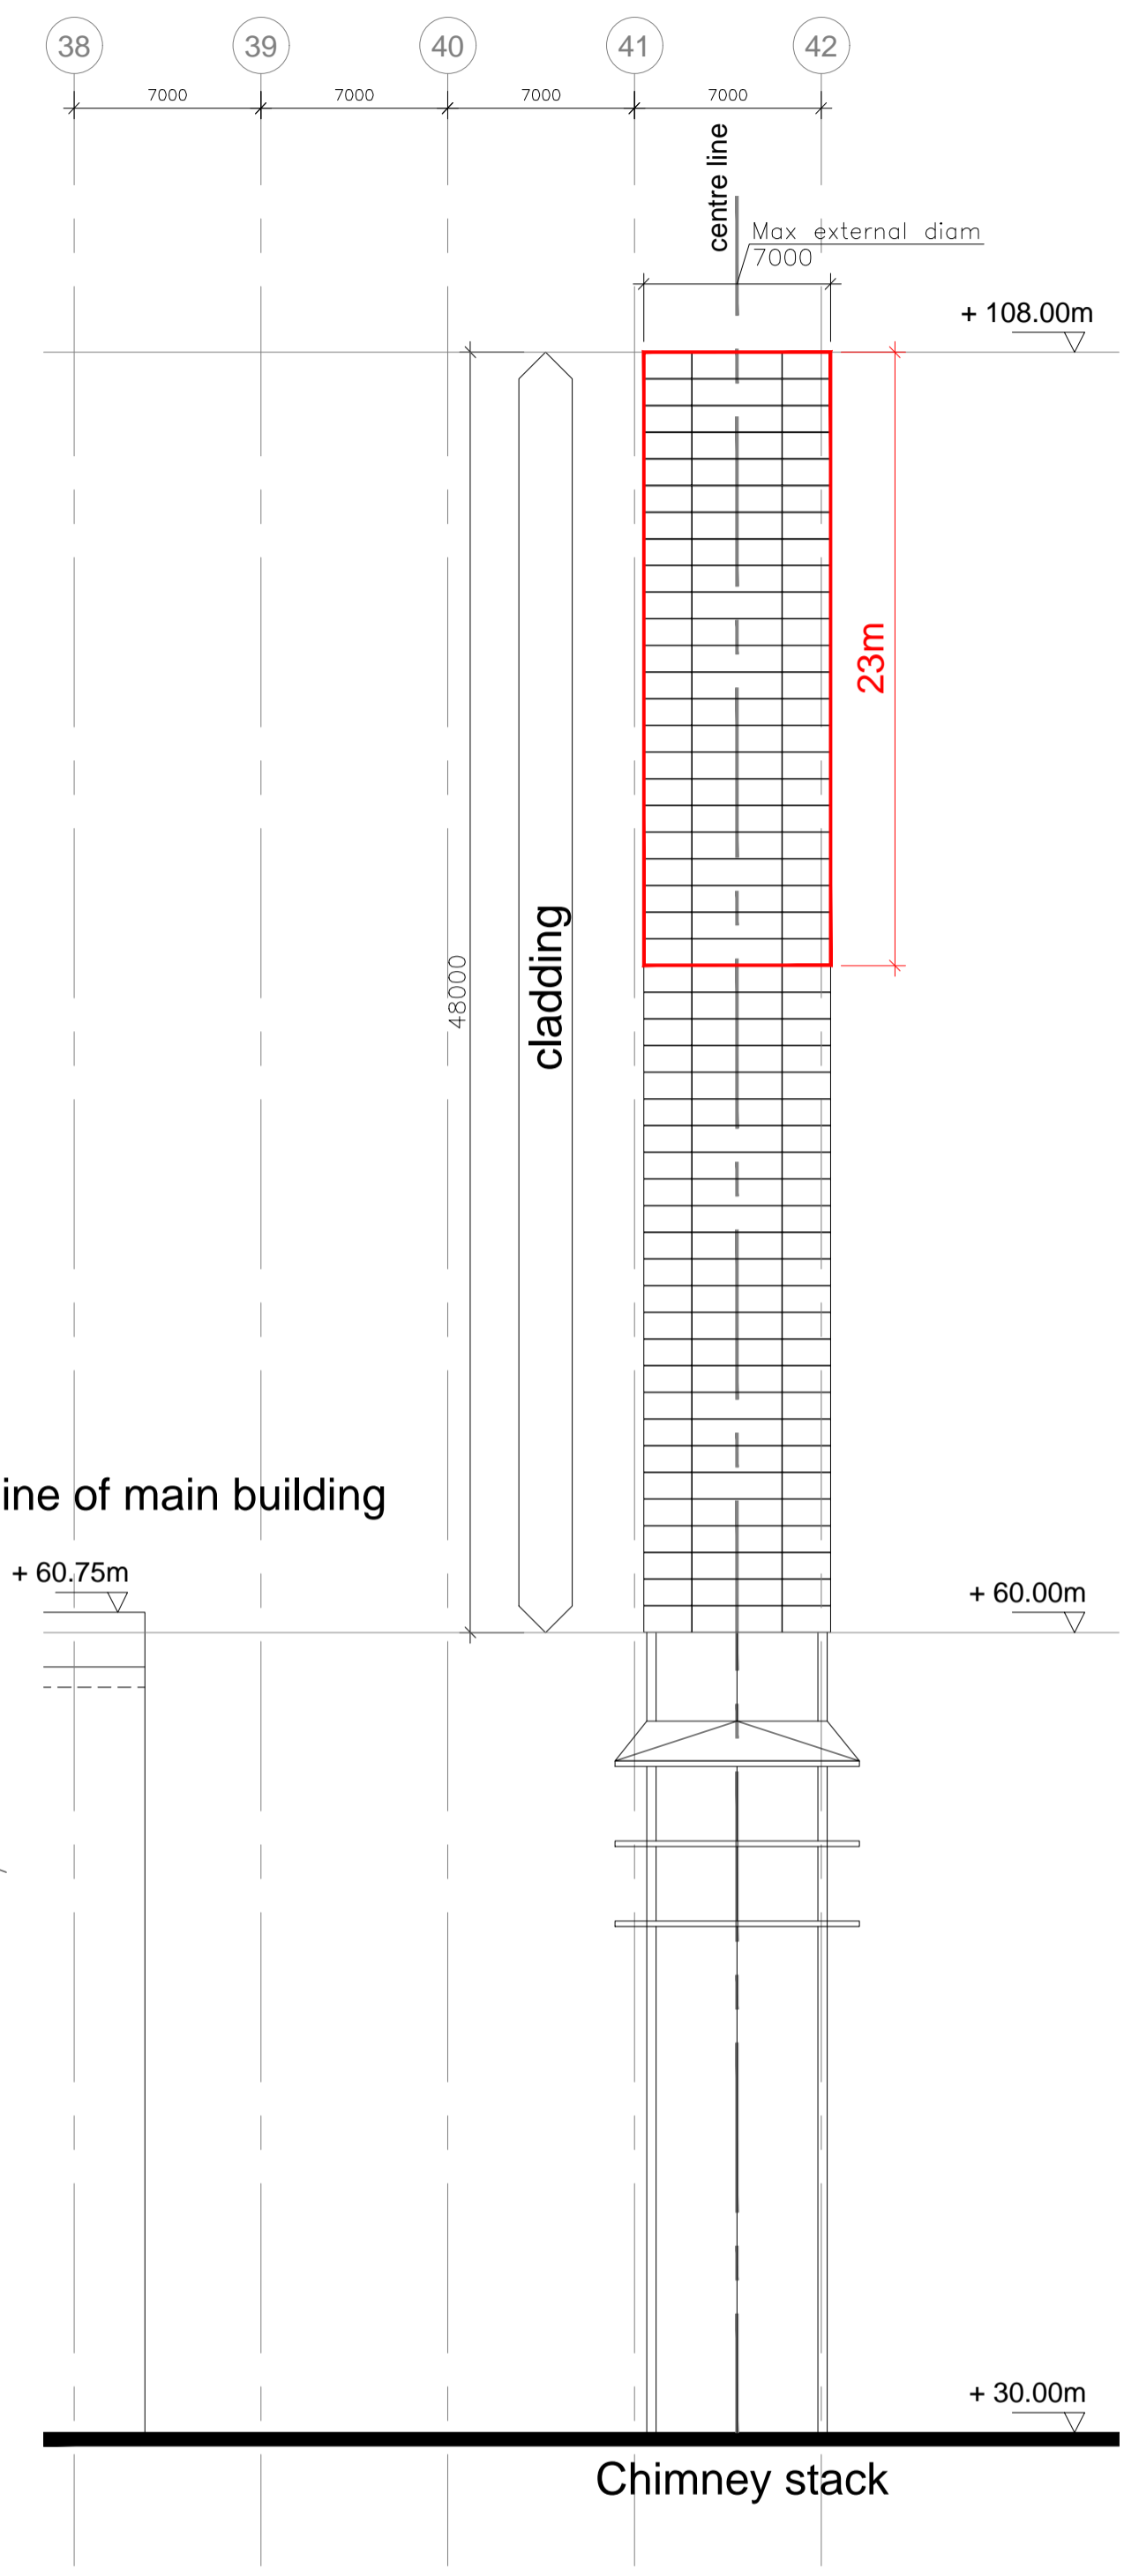 38 39 40 41 42
7000 7000 7000 7000
centre line
Max external diam
7000
+ 108.00m
23m
cladding
48000
ine of main building
+ 60.75m
+ 60.00m
+ 30.00m
Chimney stack